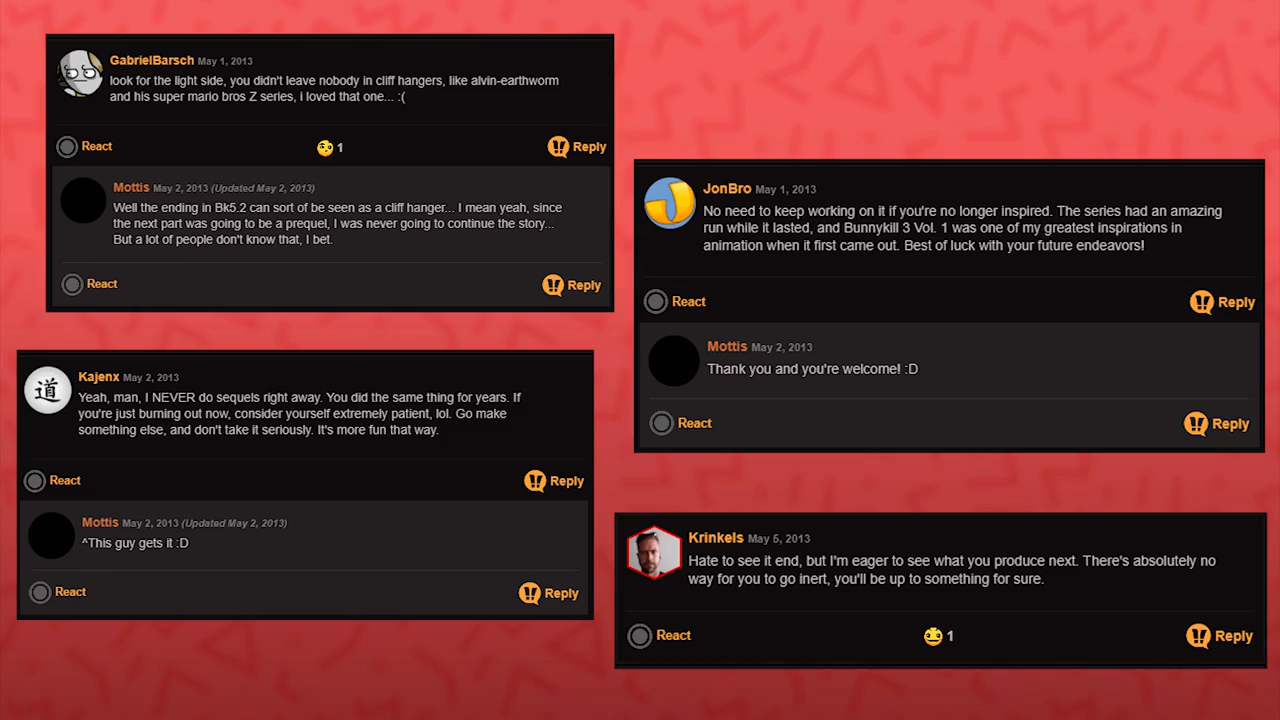 GabrielBarsch May 1, 2013
look for the light side, you didn't leave nobody in cliff hangers, like alvin-earthworm
and his super mario bros Z series, i loved that one... :(
React 1 Reply
Mottis May 2, 2013 (Updated May 2, 2013)
Well the ending in Bk5.2 can sort of be seen as a cliff hanger... I mean yeah, since
the next part was going to be a prequel, I was never going to continue the story...
But a lot of people don't know that, I bet.
React Reply
Kajenx May 2, 2013
Yeah, man, I NEVER do sequels right away. You did the same thing for years. If
you're just burning out now, consider yourself extremely patient, lol. Go make
something else, and don't take it seriously. It's more fun that way.
React Reply
Mottis May 2, 2013 (Updated May 2, 2013)
^This guy gets it :D
React Reply
JonBro May 1, 2013
No need to keep working on it if you're no longer inspired. The series had an amazing
run while it lasted, and Bunnykill 3 Vol. 1 was one of my greatest inspirations in
animation when it first came out. Best of luck with your future endeavors!
React Reply
Mottis May 2, 2013
Thank you and you're welcome! :D
React Reply
Krinkels May 5, 2013
Hate to see it end, but I'm eager to see what you produce next. There's absolutely no
way for you to go inert, you'll be up to something for sure.
React 1 Reply
道